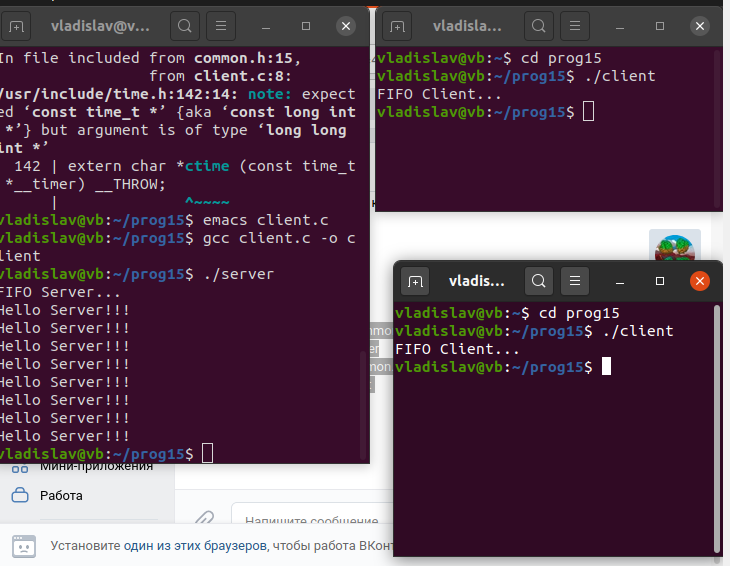 vladislav@v...
In file included from common.h:15,
from client.c:8:
/usr/include/time.h:142:14: note: expect
ed ‘const time_t *’ {aka ‘const long int
*’} but argument is of type ‘long long
int *’
142 | extern char *ctime (const time_t
*__timer) __THROW;
| ^~~~~
vladislav@vb:~/prog15$ emacs client.c
vladislav@vb:~/prog15$ gcc client.c -o c
lient
vladislav@vb:~/prog15$ ./server
FIFO Server...
Hello Server!!!
Hello Server!!!
Hello Server!!!
Hello Server!!!
Hello Server!!!
Hello Server!!!
Hello Server!!!
Hello Server!!!
vladislav@vb:~/prog15$
vladisla...
vladislav@vb:~$ cd prog15
vladislav@vb:~/prog15$ ./client
FIFO Client...
vladislav@vb:~/prog15$
vladis...
vladislav@vb:~$ cd prog15
vladislav@vb:~/prog15$ ./client
FIFO Client...
vladislav@vb:~/prog15$
Мини-приложения
Работа
Напишите сообщение
Установите один из этих браузеров, чтобы работа ВКонт